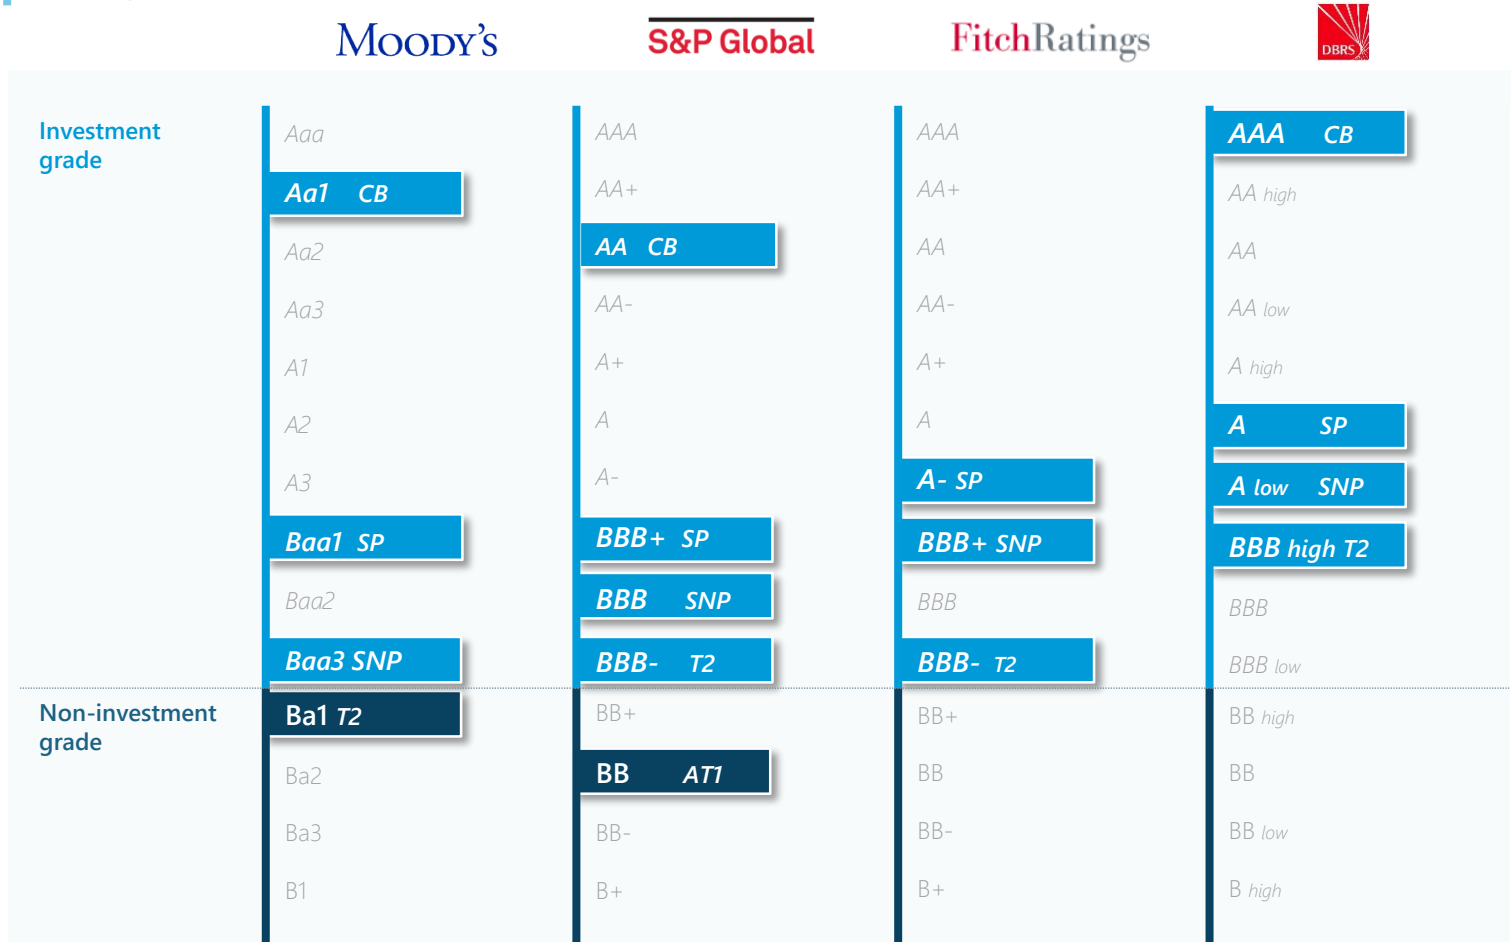 MOODY'S
S&P Global
FitchRatings
DBRS
Investment
grade
Aaa
Aa1 CB
Aa2
Aa3
A1
A2
A3
Baa1 SP
Baa2
Baa3 SNP
AAA
AA+
AA CB
AA-
A+
A
A-
BBB+ SP
BBB SNP
BBB- T2
AAA
AA+
AA
AA-
A+
A
A- SP
BBB+ SNP
BBB
BBB- T2
AAA CB
AA high
AA
AA low
A high
A SP
A low SNP
BBB high T2
BBB
BBB low
Non-investment
grade
Ba1 T2
Ba2
Ba3
B1
BB+
BB AT1
BB-
B+
BB+
BB
BB-
B+
BB high
BB
BB low
B high